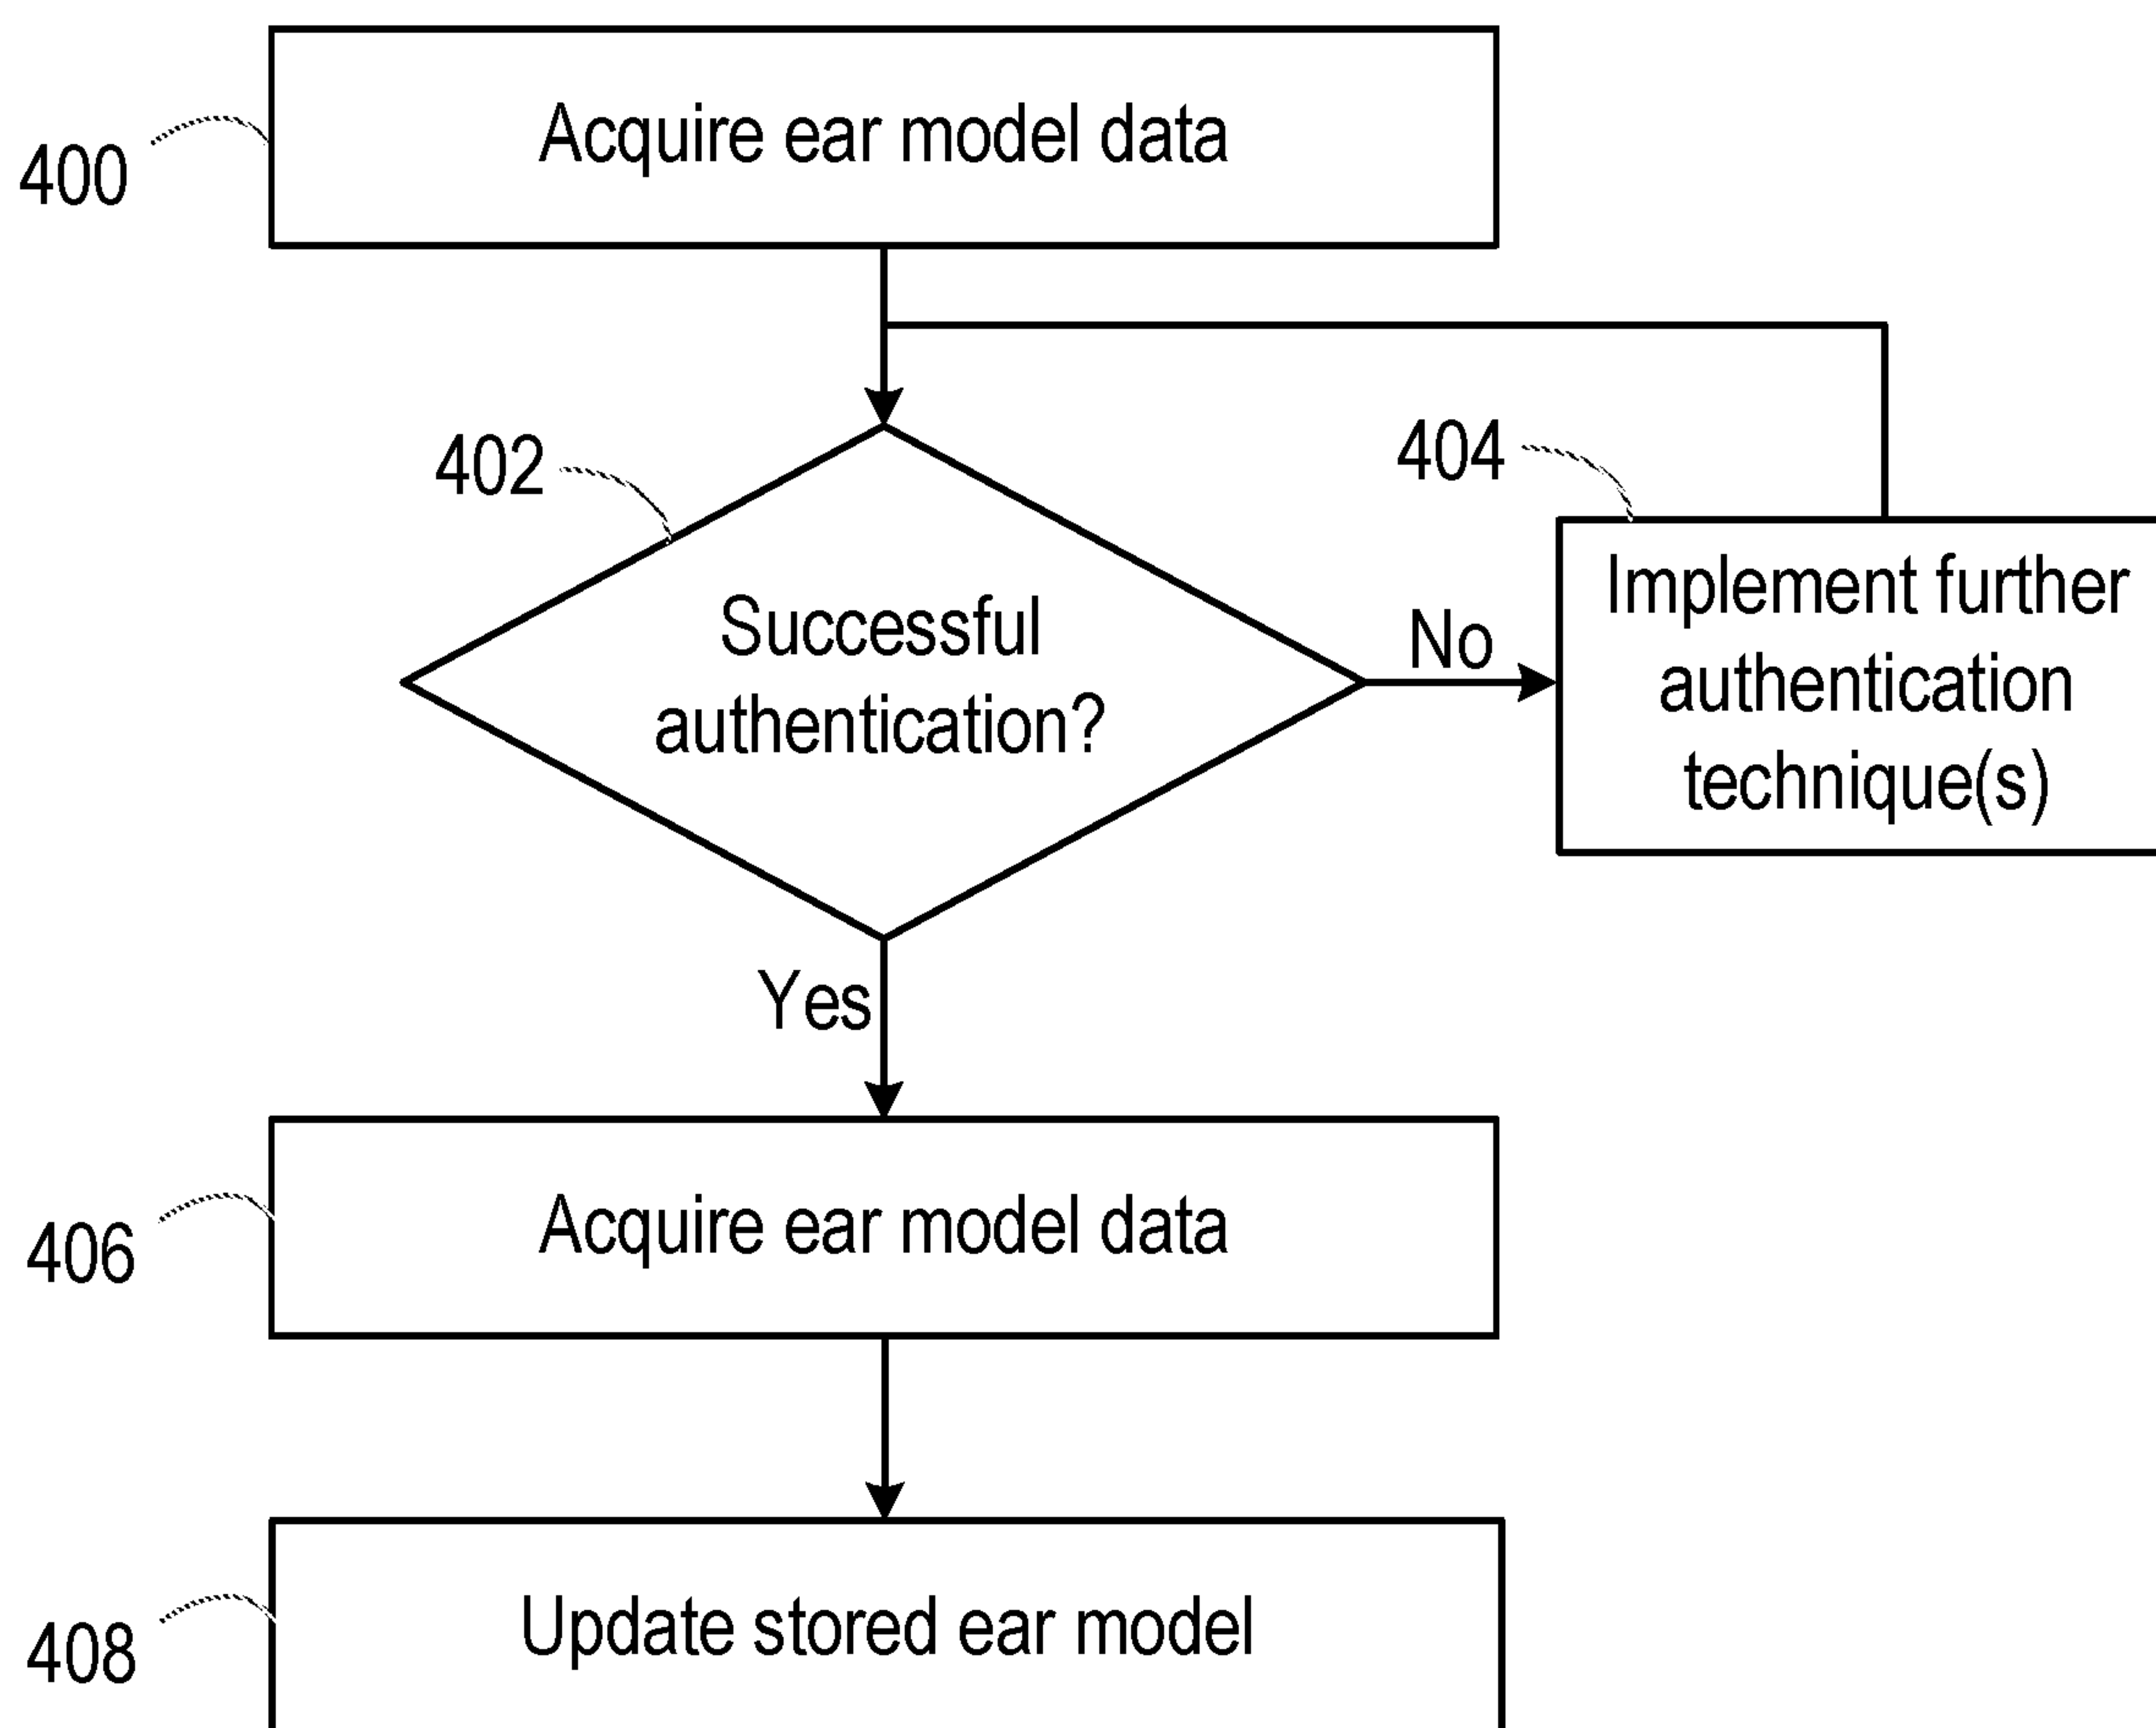 Acquire ear model data
400
402
404
Successful
authentication?
No
Implement further
authentication
technique(s)
Yes
Acquire ear model data
406
Update stored ear model
408